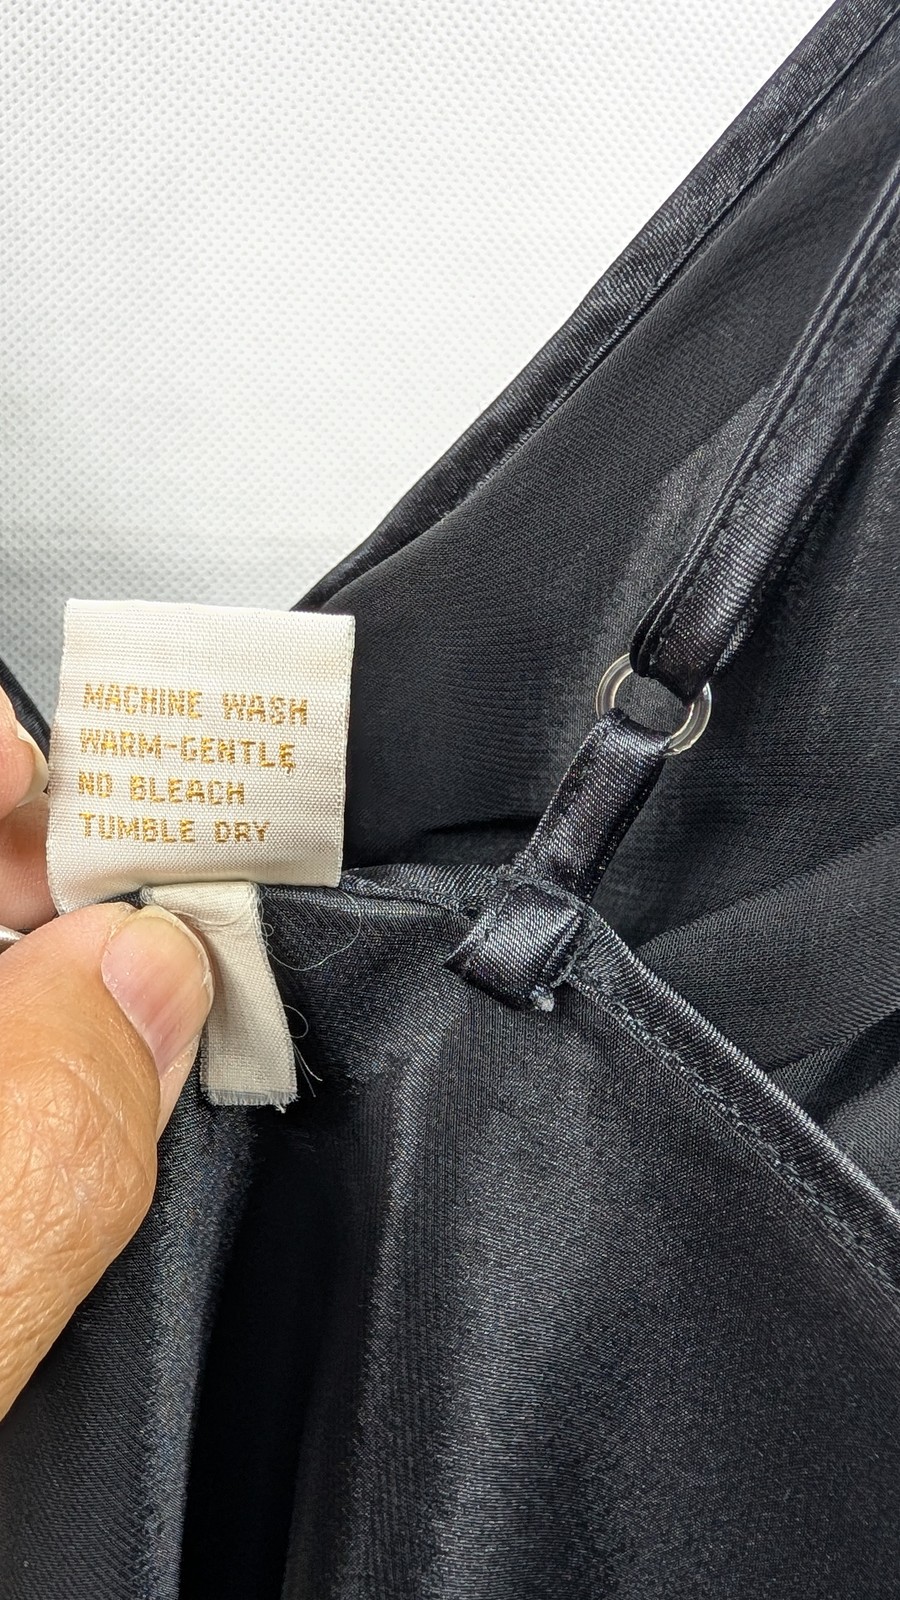 MACHINE WASH
WARM-GENTLE
NO BLEACH
TUMBLE DRY